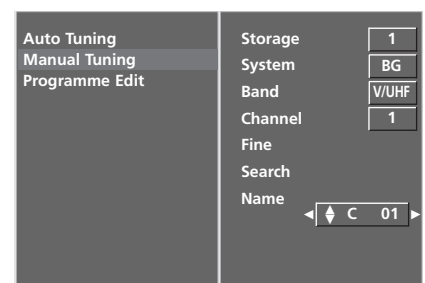 Auto Tuning
Manual Tuning
Programme Edit
Storage 1
System BG
Band V/UHF
Channel 1
Fine
Search
Name
C 01